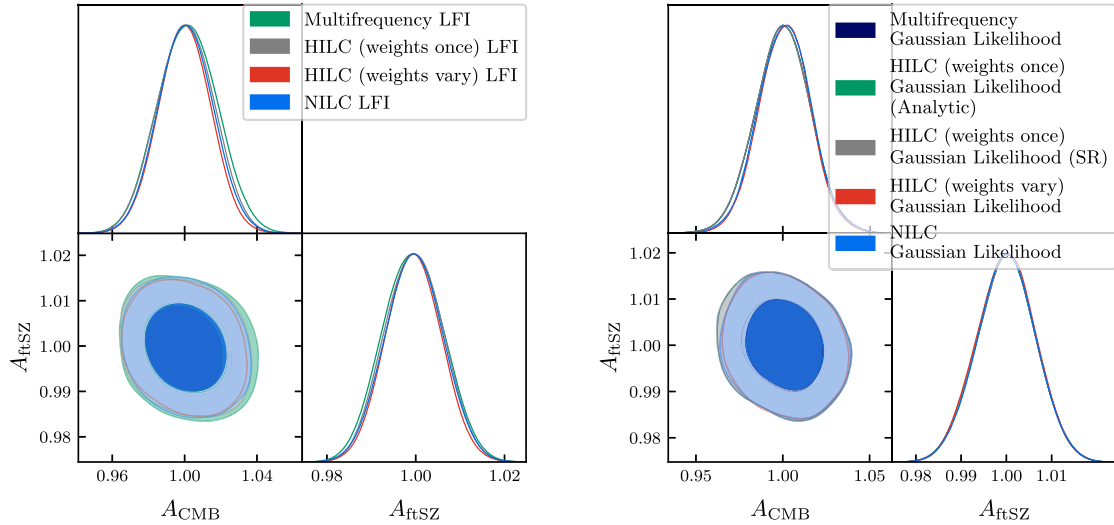 Multifrequency LFI
HILC (weights once) LFI
HILC (weights vary) LFI
NILC LFI
1.02
1.01
1.00
0.99
0.98
A_ftSZ
0.96
1.00
1.04
A_CMB
0.98
1.00
1.02
A_ftSZ
Multifrequency
Gaussian Likelihood
HILC (weights once)
Gaussian Likelihood
(Analytic)
HILC (weights once)
Gaussian Likelihood (SR)
HILC (weights vary)
Gaussian Likelihood
NILC
Gaussian Likelihood
1.02
1.01
1.00
0.99
0.98
A_ftSZ
0.95
1.00
1.05
A_CMB
0.98
0.99
1.00
1.01
A_ftSZ